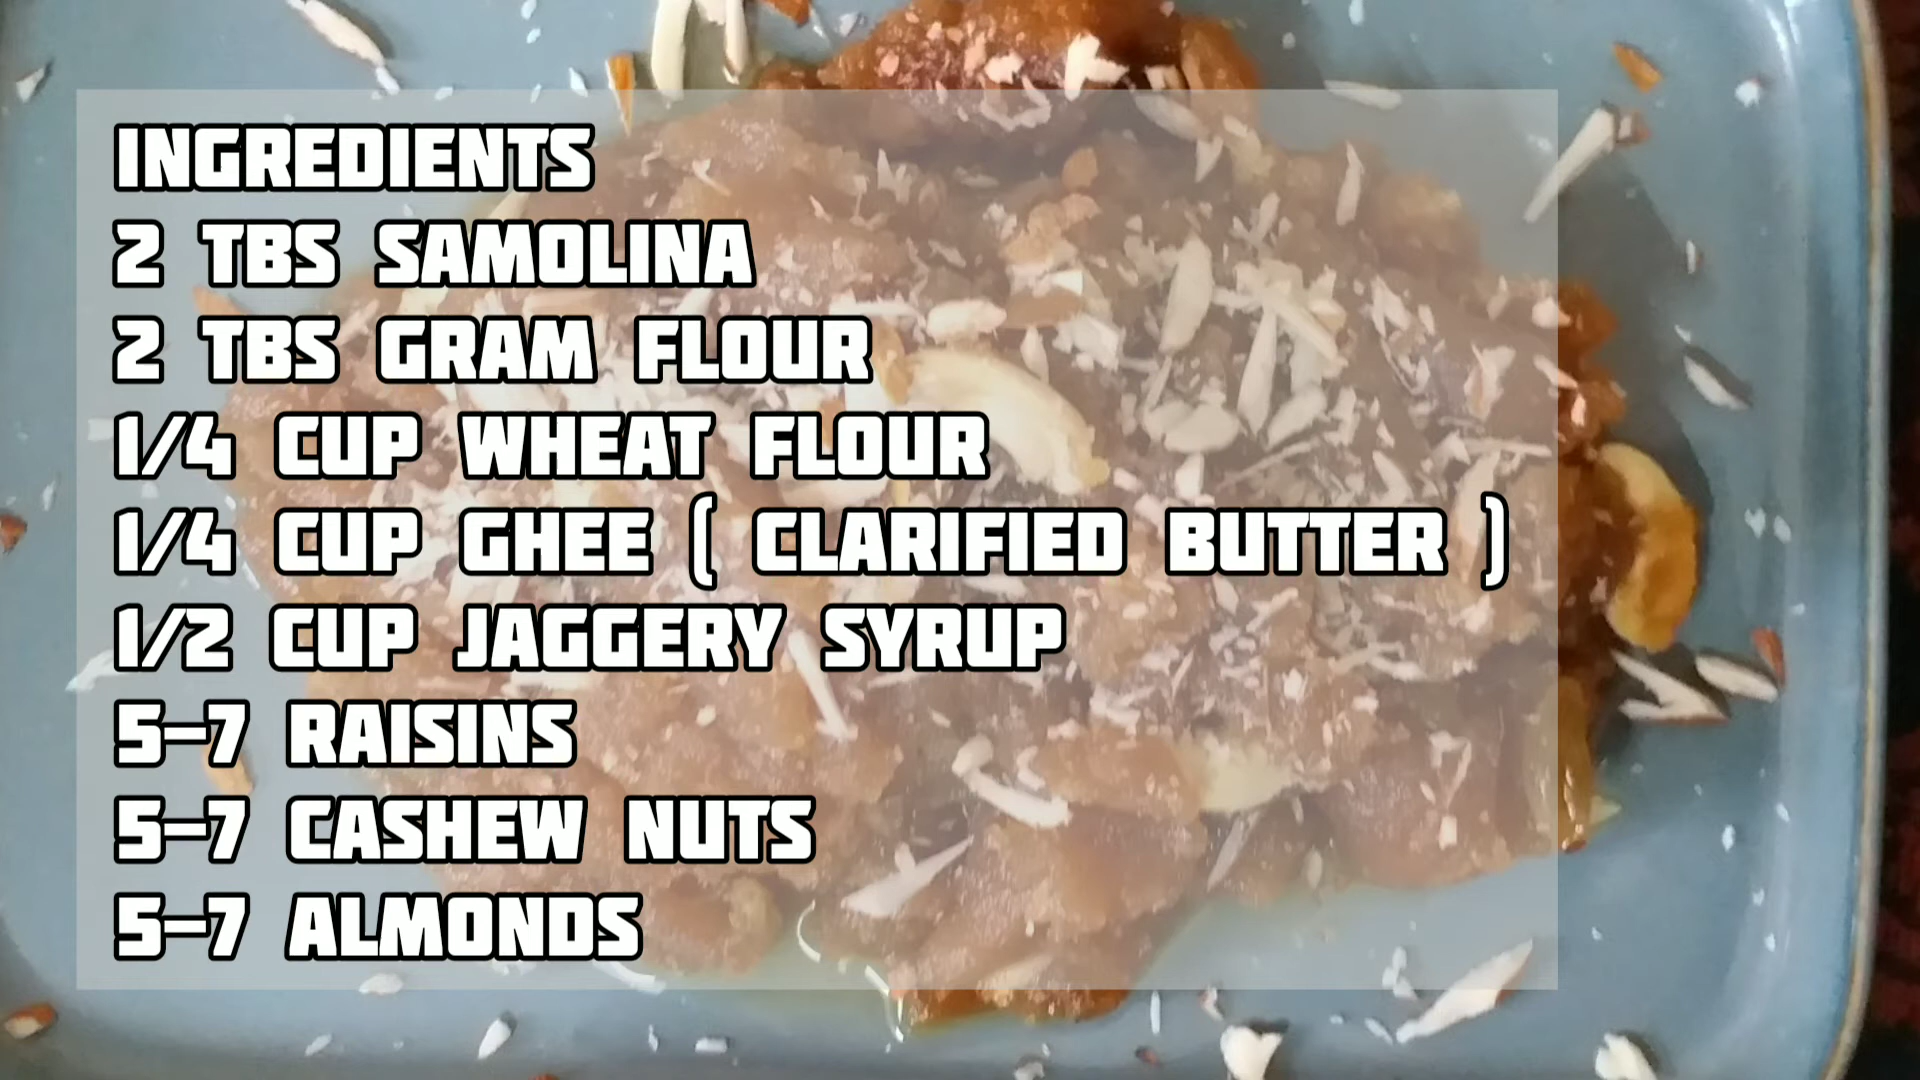 INGREDIENTS
2 TBS SAMOLINA
2 TBS GRAM FLOUR
1/4 CUP WHEAT FLOUR
1/4 CUP GHEE ( CLARIFIED BUTTER )
1/2 CUP JAGGERY SYRUP
5-7 RAISINS
5-7 CASHEW NUTS
5-7 ALMONDS